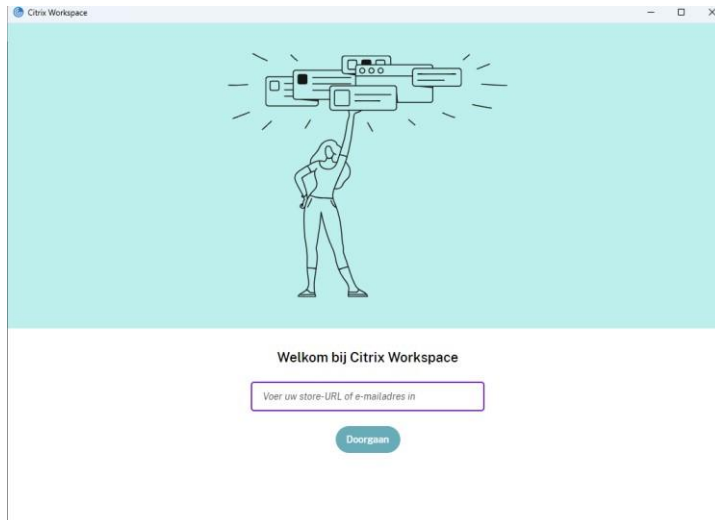 Citrix Workspace
Welkom bij Citrix Workspace
Voer uw store-URL of e-mailadres in
Doorgaan